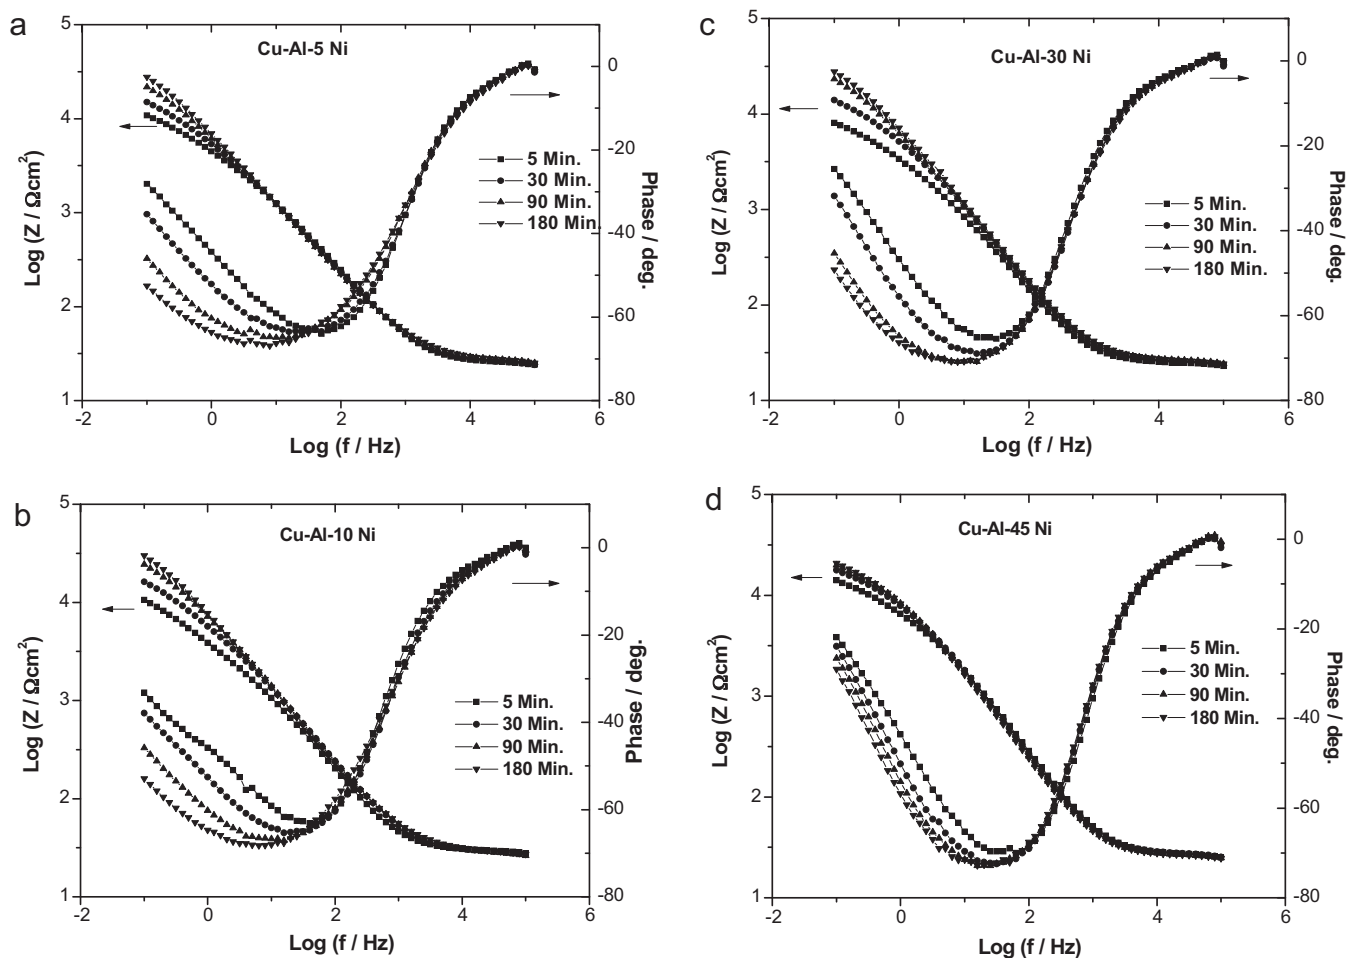 a
Cu-Al-5 Ni
5
4
3
2
1
0
-20
-40
-60
-80
-2
0
2
4
6
Log (Z / Ωcm²)
Phase / deg.
Log (f / Hz)
5 Min.
30 Min.
90 Min.
180 Min.
c
Cu-Al-30 Ni
5
4
3
2
1
0
-20
-40
-60
-80
-2
0
2
4
6
Log (Z / Ωcm²)
Phase / deg.
Log (f / Hz)
5 Min.
30 Min.
90 Min.
180 Min.
b
Cu-Al-10 Ni
5
4
3
2
1
0
-20
-40
-60
-80
-2
0
2
4
6
Log (Z / Ωcm²)
Phase / deg.
Log (f / Hz)
5 Min.
30 Min.
90 Min.
180 Min.
d
Cu-Al-45 Ni
5
4
3
2
1
0
-20
-40
-60
-80
-2
0
2
4
6
Log (Z / Ωcm²)
Phase / deg.
Log (f / Hz)
5 Min.
30 Min.
90 Min.
180 Min.